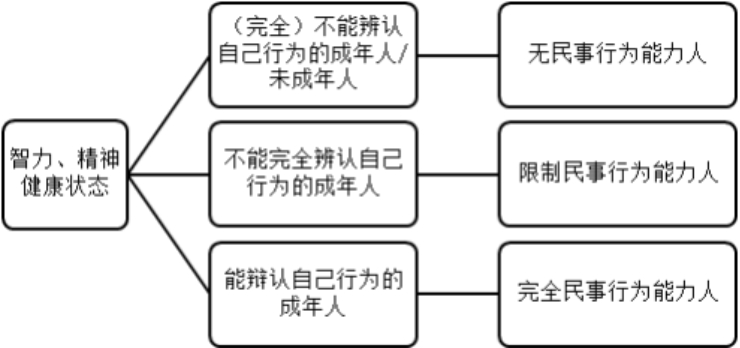 智力、精神
健康状态
（完全）不能辨认
自己行为的成年人/
未成年人
无民事行为能力人
不能完全辨认自己
行为的成年人
限制民事行为能力人
能辩认自己行为的
成年人
完全民事行为能力人